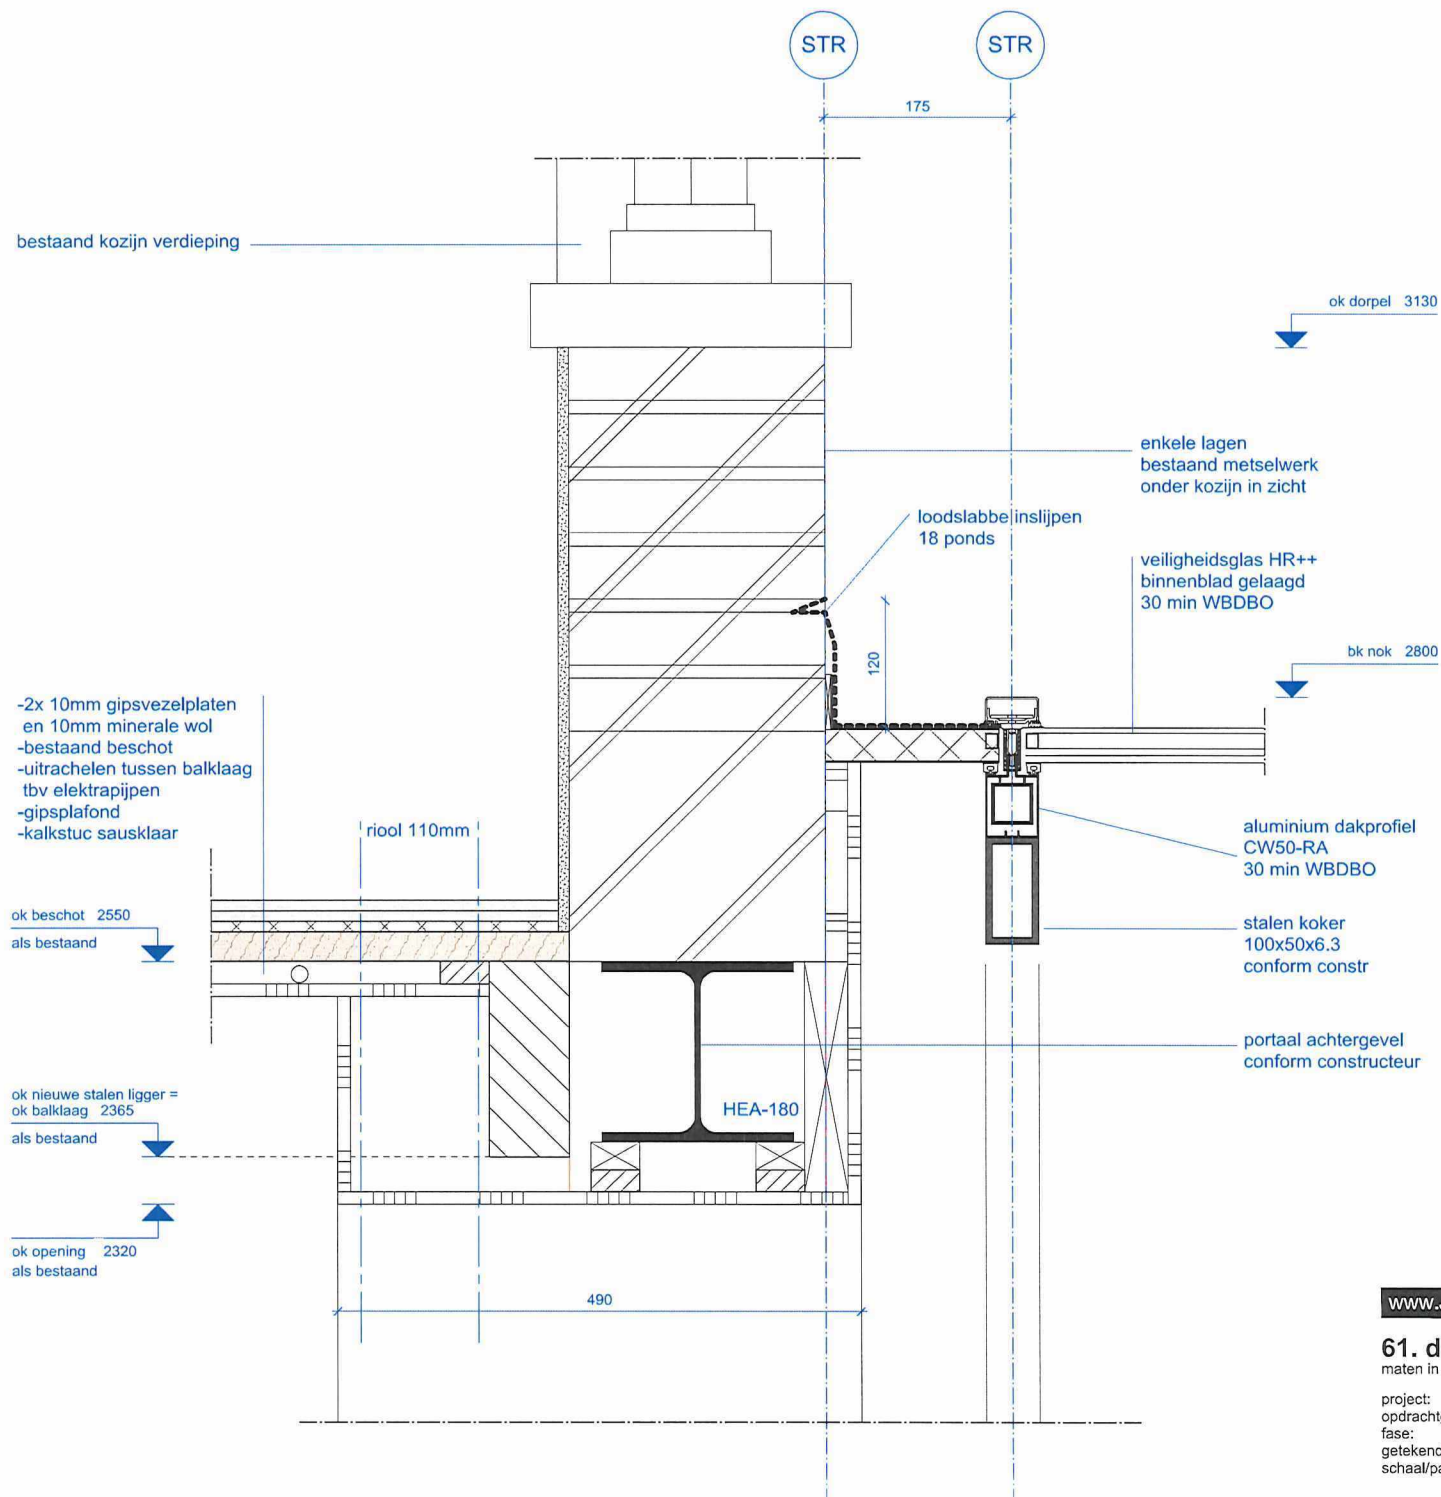 STR
STR
175
bestaand kozijn verdieping
ok dorpel 3130
enkele lagen
bestaand metselwerk
onder kozijn in zicht
loodslabbe inslijpen
18 ponds
veiligheidsglas HR++
binnenblad gelaagd
30 min WBDBO
120
bk nok 2800
-2x 10mm gipsvezelplaten
en 10mm minerale wol
-bestaand beschot
-uitrachelen tussen balklaag
tbv elektrapijpen
-gipsplafond
-kalkstuc sausklaar
riool 110mm
aluminium dakprofiel
CW50-RA
30 min WBDBO
ok beschot 2550
als bestaand
stalen koker
100x50x6.3
conform constr
portaal achtergevel
conform constructeur
ok nieuwe stalen ligger =
ok balklaag 2365
als bestaand
HEA-180
ok opening 2320
als bestaand
490
www.
61. d
maten in
project:
opdracht
fase:
getekend
schaal/pa